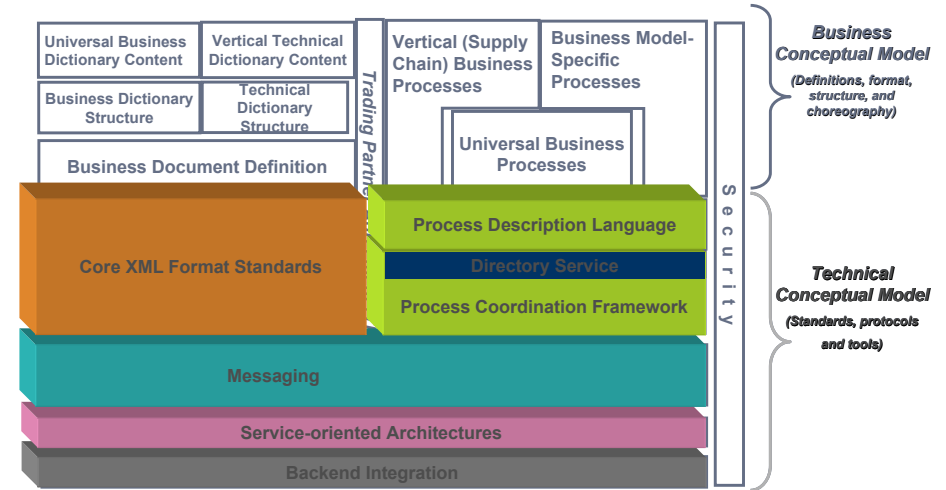 Universal Business
Dictionary Content
Vertical Technical
Dictionary Content
Business Dictionary
Structure
Technical
Dictionary
Structure
Business Document Definition
Trading
Vertical (Supply
Chain) Business
Processes
Business Model-
Specific
Processes
Universal Business
Processes
Core XML Format Standards
Process Description Language
Directory Service
Process Coordination Framework
Messaging
Service-oriented Architectures
Backend Integration
Security
Business
Conceptual Model
(Definitions, format,
structure, and
choreography)
Technical
Conceptual Model
(Standards, protocols
and tools)